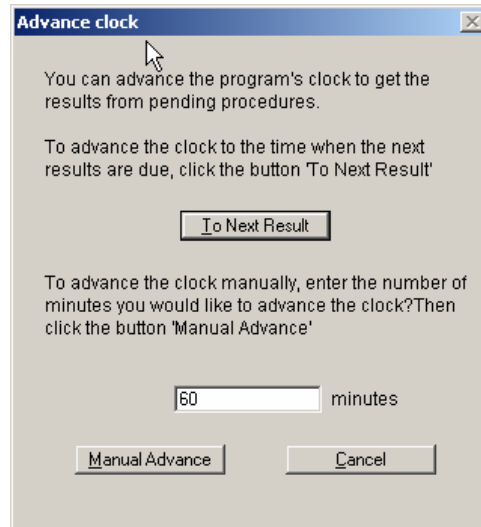 Advance clock
You can advance the program's clock to get the
results from pending procedures.
To advance the clock to the time when the next
results are due, click the button 'To Next Result'
To Next Result
To advance the clock manually, enter the number of
minutes you would like to advance the clock?Then
click the button 'Manual Advance'
60 minutes
Manual Advance Cancel